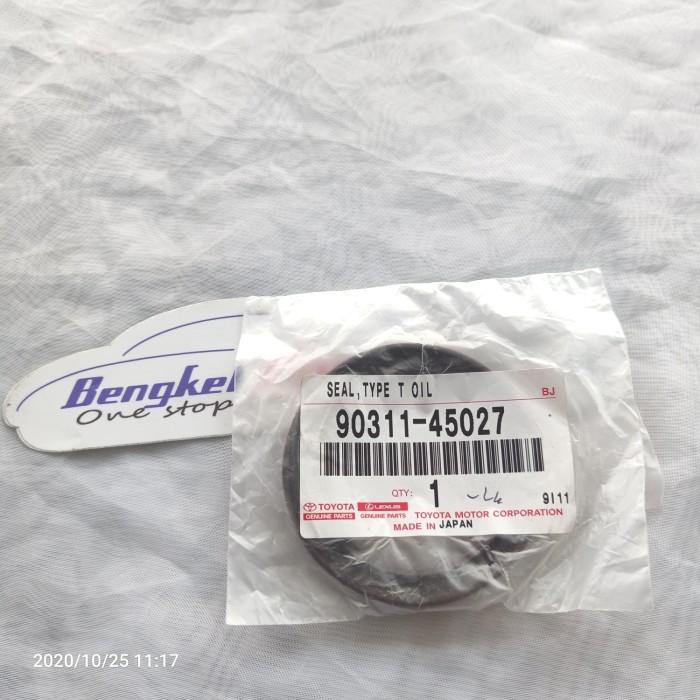 Bengkel
One stop
SEAL, TYPE T OIL
BJ
90311-45027
QTY: 1
9111
TOYOTA LEXUS
GENUINE PARTS GENUINE PARTS TOYOTA MOTOR CORPORATION
MADE IN JAPAN
2020/10/25 11:17